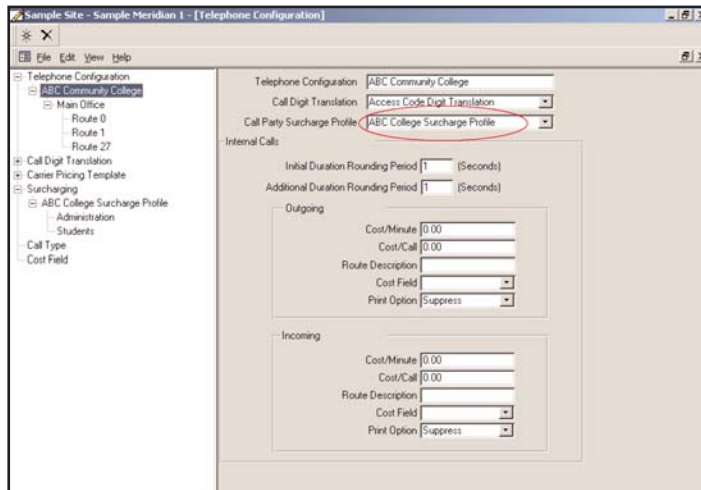 Sample Site - Sample Meridian 1 - [Telephone Configuration]
File Edit View Help
Telephone Configuration
ABC Community College
Main Office
Route 0
Route 1
Route 27
Call Digit Translation
Carrier Pricing Template
Surcharging
ABC College Surcharge Profile
Administration
Students
Call Type
Cost Field
Telephone Configuration ABC Community College
Call Digit Translation Access Code Digit Translation
Call Party Surcharge Profile ABC College Surcharge Profile
Internal Calls
Initial Duration Rounding Period 1 (Seconds)
Additional Duration Rounding Period 1 (Seconds)
Outgoing
Cost/Minute 0.00
Cost/Call 0.00
Route Description
Cost Field
Print Option Suppress
Incoming
Cost/Minute 0.00
Cost/Call 0.00
Route Description
Cost Field
Print Option Suppress